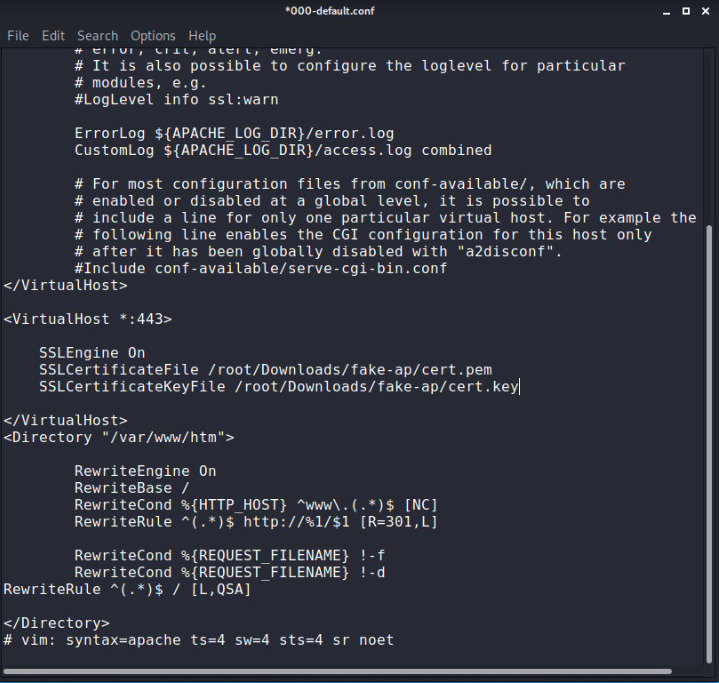 *000-default.conf
File Edit Search Options Help
# error, crit, alert, emerg.
# It is also possible to configure the loglevel for particular
# modules, e.g.
#LogLevel info ssl:warn
ErrorLog ${APACHE_LOG_DIR}/error.log
CustomLog ${APACHE_LOG_DIR}/access.log combined
# For most configuration files from conf-available/, which are
# enabled or disabled at a global level, it is possible to
# include a line for only one particular virtual host. For example the
# following line enables the CGI configuration for this host only
# after it has been globally disabled with "a2disconf".
#Include conf-available/serve-cgi-bin.conf
</VirtualHost>
<VirtualHost *:443>
SSLEngine On
SSLCertificateFile /root/Downloads/fake-ap/cert.pem
SSLCertificateKeyFile /root/Downloads/fake-ap/cert.key
</VirtualHost>
<Directory "/var/www/htm">
RewriteEngine On
RewriteBase /
RewriteCond %{HTTP_HOST} ^www\.(.*)$ [NC]
RewriteRule ^(.*)$ http://%1/$1 [R=301,L]
RewriteCond %{REQUEST_FILENAME} !-f
RewriteCond %{REQUEST_FILENAME} !-d
RewriteRule ^(.*)$ / [L,QSA]
</Directory>
# vim: syntax=apache ts=4 sw=4 sts=4 sr noet